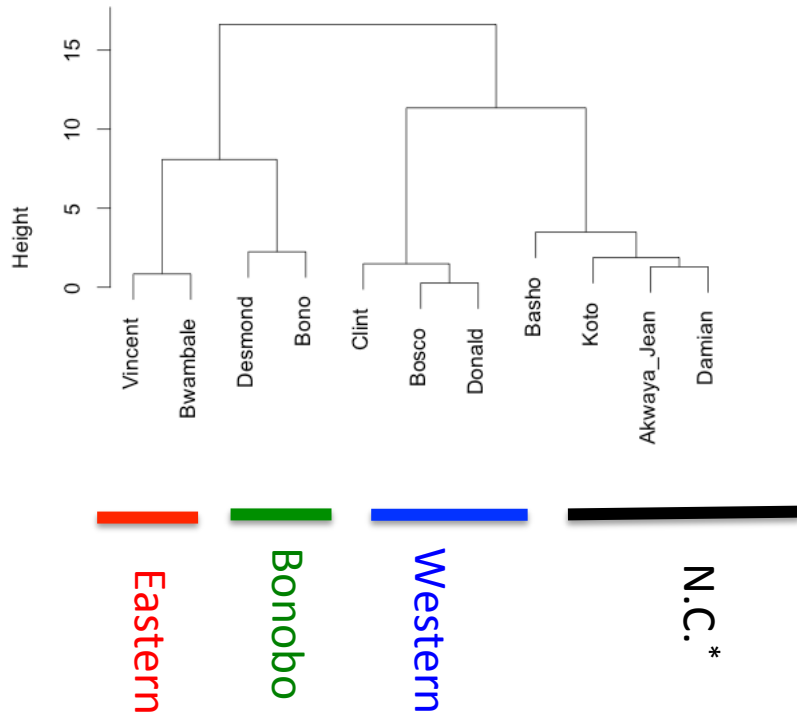 15
10
5
0
Height
Vincent
Bwambale
Desmond
Bono
Clint
Bosco
Donald
Basho
Koto
Akwaya_Jean
Damian
Eastern
Bonobo
Western
N.C.*